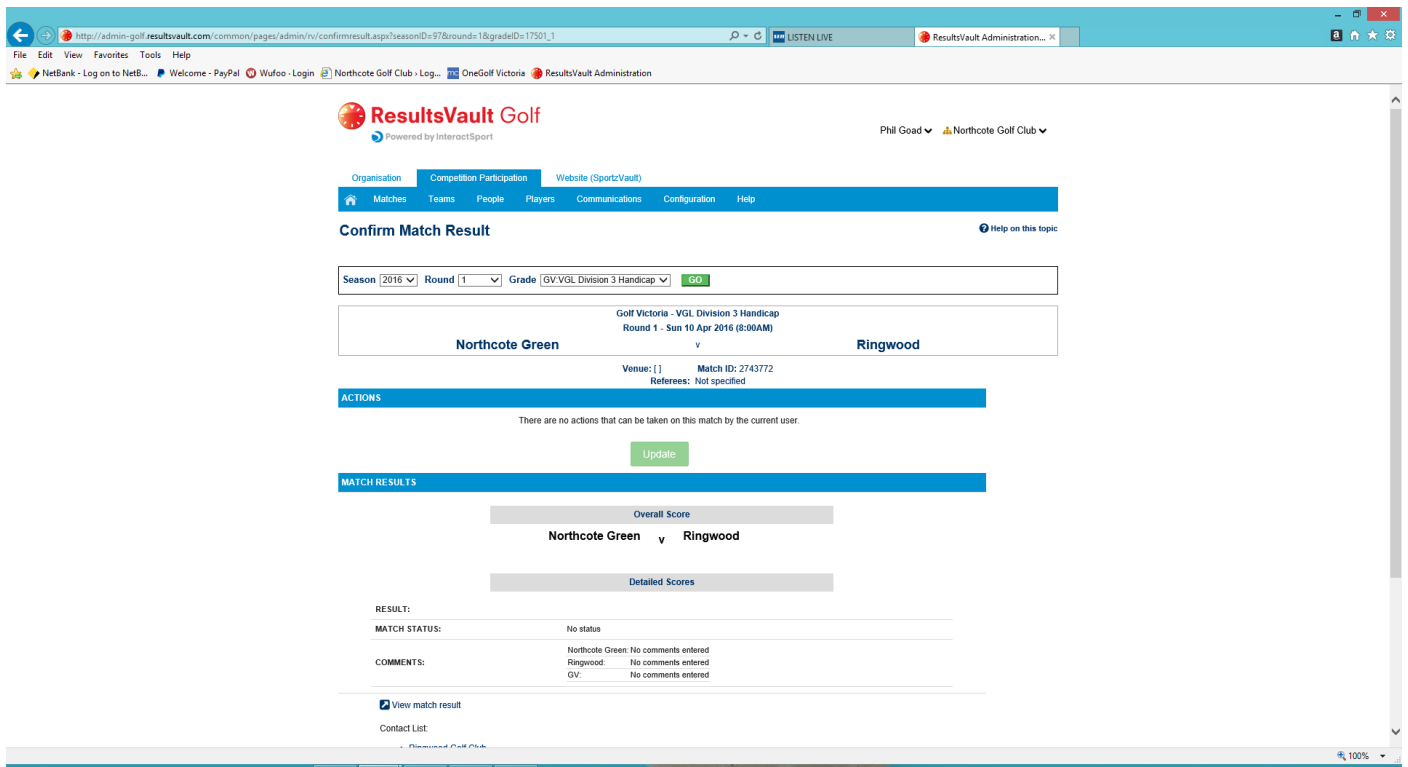 http://admin-golf.resultsvault.com/common/pages/admin/rv/confirmresult.aspx?seasonID=97&round=1&gradeID=17501_1
LISTEN LIVE
ResultsVault Administration...
File Edit View Favorites Tools Help
NetBank - Log on to NetB... Welcome - PayPal Wufoo · Login Northcote Golf Club › Log... OneGolf Victoria ResultsVault Administration
ResultsVault Golf
Powered by InteractSport
Phil Goad Northcote Golf Club
Organisation Competition Participation Website (SportzVault)
Matches Teams People Players Communications Configuration Help
Confirm Match Result
Help on this topic
Season 2016 Round 1 Grade GV:VGL Division 3 Handicap GO
Golf Victoria - VGL Division 3 Handicap
Round 1 - Sun 10 Apr 2016 (8:00AM)
Northcote Green v Ringwood
Venue: [ ] Match ID: 2743772
Referees: Not specified
ACTIONS
There are no actions that can be taken on this match by the current user.
Update
MATCH RESULTS
Overall Score
Northcote Green v Ringwood
Detailed Scores
RESULT:
MATCH STATUS: No status
Northcote Green: No comments entered
COMMENTS: Ringwood: No comments entered
GV: No comments entered
View match result
Contact List:
Ringwood Golf Club
100%